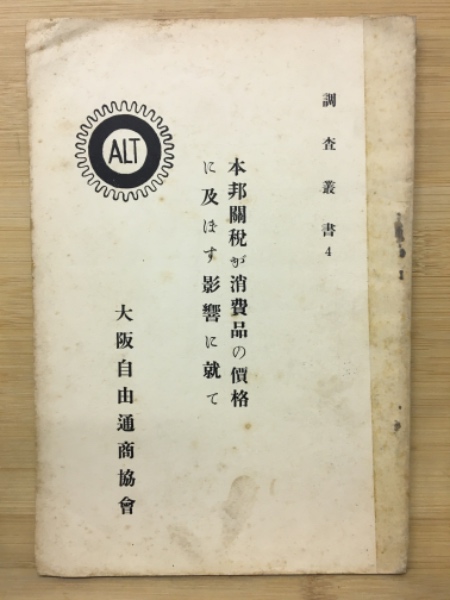 調査叢書4
本邦關税が消費品の價格
に及ぼす影響に就て
大阪自由通商協會
ALT